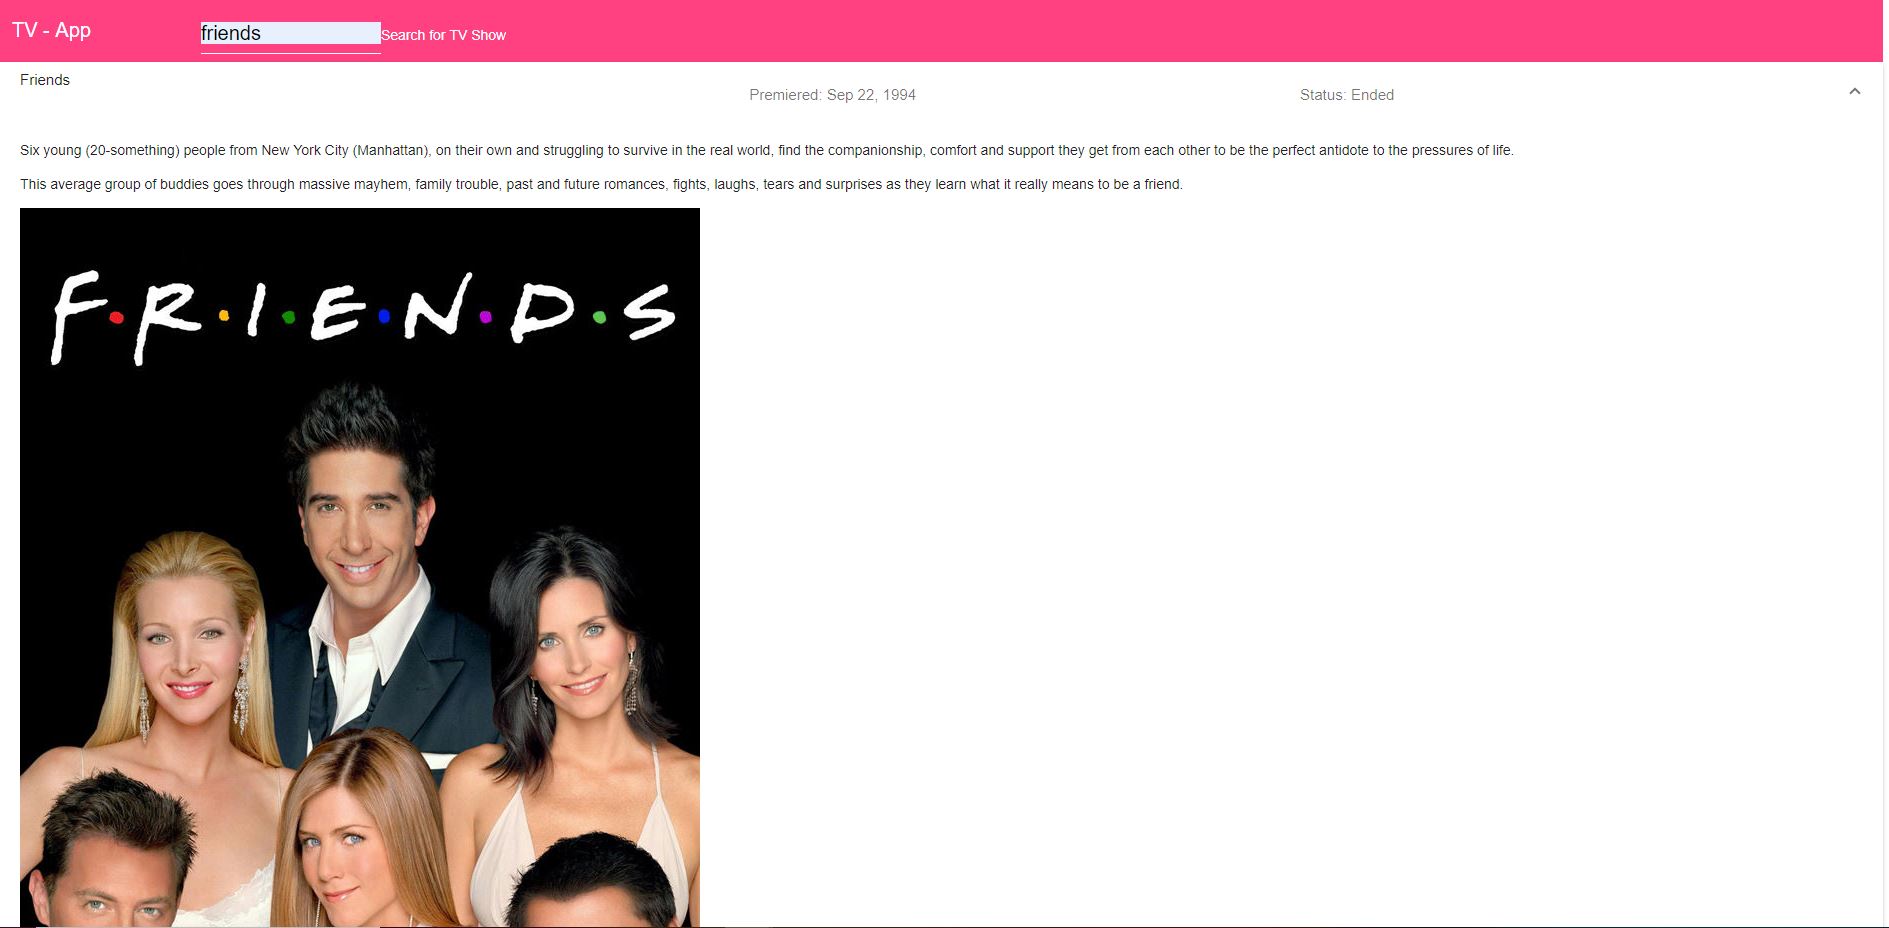 TV - App
friends
Search for TV Show
Friends
Premiered: Sep 22, 1994
Status: Ended
Six young (20-something) people from New York City (Manhattan), on their own and struggling to survive in the real world, find the companionship, comfort and support they get from each other to be the perfect antidote to the pressures of life.
This average group of buddies goes through massive mayhem, family trouble, past and future romances, fights, laughs, tears and surprises as they learn what it really means to be a friend.
F·R·I·E·N·D·S